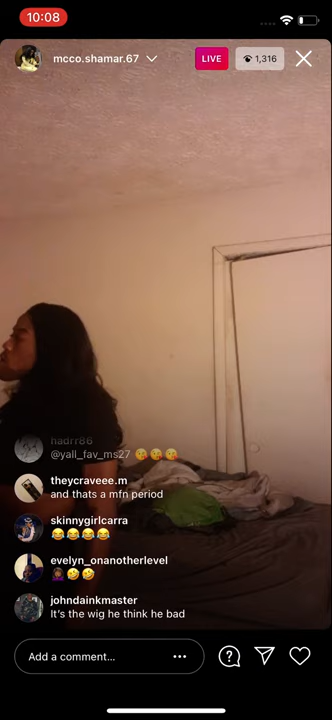 10:08
mcco.shamar.67
LIVE
1,316
hadrr86
@yall_fav_ms27 😘😘😘
theycraveee.m
and thats a mfn period
skinnygirlcarra
😂😂😂😂
evelyn_onanotherlevel
🤦🏾‍♀️🤣🤣
johndainkmaster
It's the wig he think he bad
Add a comment...